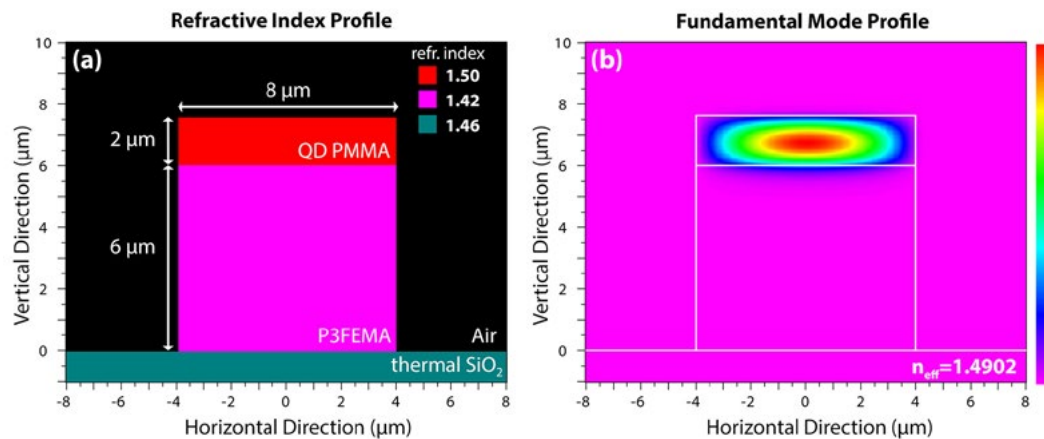 Refractive Index Profile
(a)
refr. index
1.50
1.42
1.46
8 μm
2 μm
QD PMMA
6 μm
P3FEMA
Air
thermal SiO₂
10
8
6
4
2
0
Vertical Direction (μm)
-8 -6 -4 -2 0 2 4 6 8
Horizontal Direction (μm)
Fundamental Mode Profile
(b)
n_eff=1.4902
10
8
6
4
2
0
Vertical Direction (μm)
-8 -6 -4 -2 0 2 4 6 8
Horizontal Direction (μm)